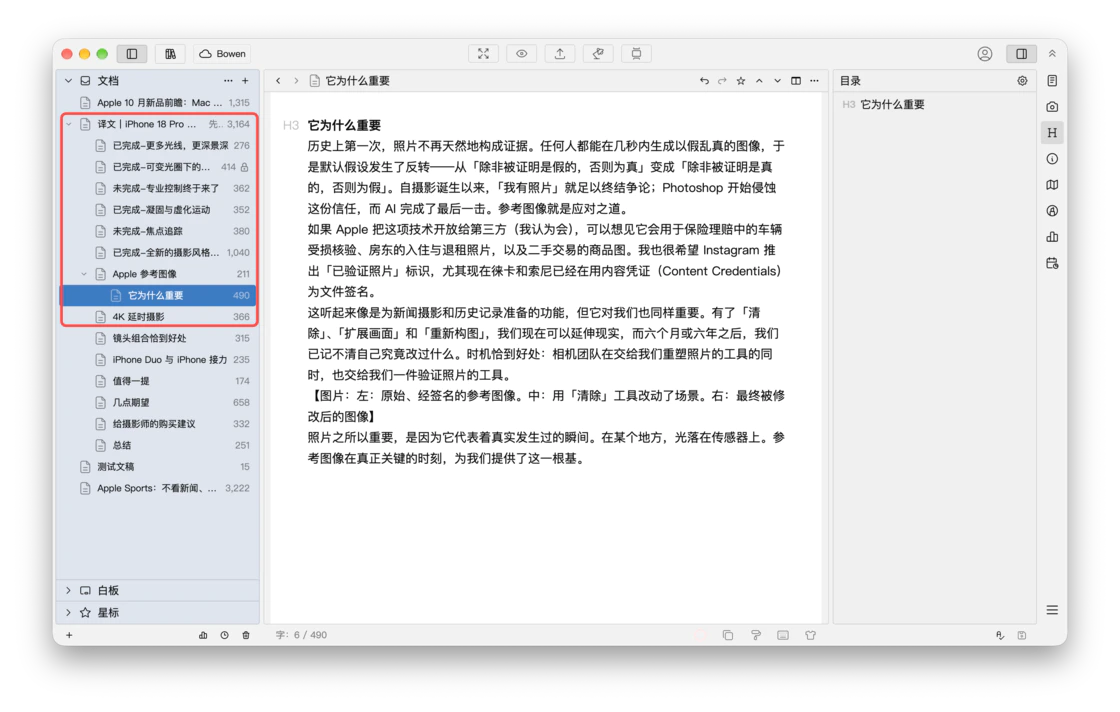 Bowen
文档
Apple 10 月新品前瞻：Mac ... 1,315
译文丨iPhone 18 Pro ... 先.. 3,164
已完成-更多光线，更深景深 276
已完成-可变光圈下的... 414
未完成-专业控制终于来了 362
已完成-凝固与虚化运动 352
未完成-焦点追踪 380
已完成-全新的摄影风格... 1,040
Apple 参考图像 211
它为什么重要 490
4K 延时摄影 366
镜头组合恰到好处 315
iPhone Duo 与 iPhone 接力 235
值得一提 174
几点期望 658
给摄影师的购买建议 332
总结 251
测试文稿 15
Apple Sports：不看新闻、... 3,222
白板
星标
它为什么重要
H3 它为什么重要
历史上第一次，照片不再天然地构成证据。任何人都能在几秒内生成以假乱真的图像，于
是默认假设发生了反转——从「除非被证明是假的，否则为真」变成「除非被证明是真
的，否则为假」。自摄影诞生以来，「我有照片」就足以终结争论；Photoshop 开始侵蚀
这份信任，而 AI 完成了最后一击。参考图像就是应对之道。
如果 Apple 把这项技术开放给第三方（我认为会），可以想见它会用于保险理赔中的车辆
受损核验、房东的入住与退租照片，以及二手交易的商品图。我也很希望 Instagram 推
出「已验证照片」标识，尤其现在徕卡和索尼已经在用内容凭证（Content Credentials）
为文件签名。
这听起来像是为新闻摄影和历史记录准备的功能，但它对我们也同样重要。有了「清
除」、「扩展画面」和「重新构图」，我们现在可以延伸现实，而六个月或六年之后，我们
已记不清自己究竟改过什么。时机恰到好处：相机团队在交给我们重塑照片的工具的同
时，也交给我们一件验证照片的工具。
【图片：左：原始、经签名的参考图像。中：用「清除」工具改动了场景。右：最终被修
改后的图像】
照片之所以重要，是因为它代表着真实发生过的瞬间。在某个地方，光落在传感器上。参
考图像在真正关键的时刻，为我们提供了这一根基。
字：6 / 490
目录
H3 它为什么重要